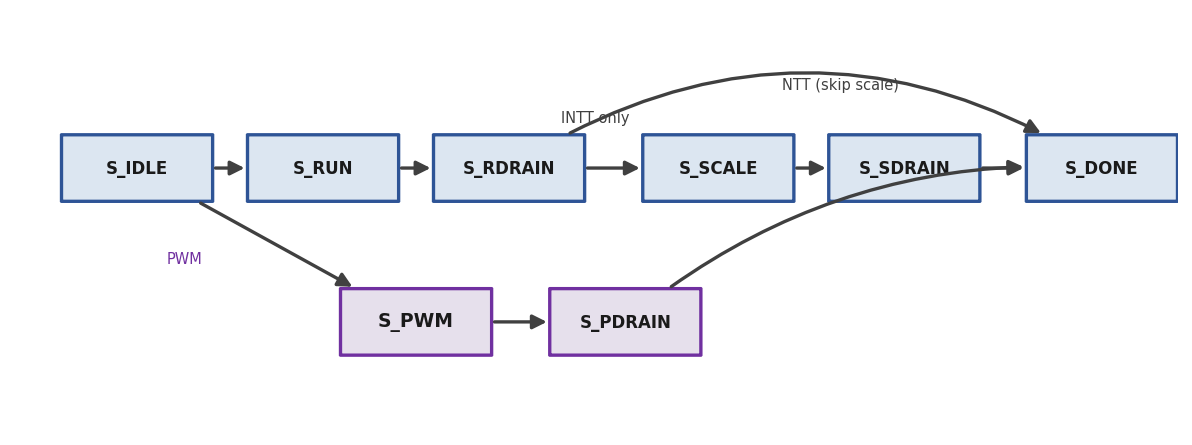 NTT (skip scale)
INTT only
S_IDLE
S_RUN
S_RDRAIN
S_SCALE
S_SDRAIN
S_DONE
PWM
S_PWM
S_PDRAIN